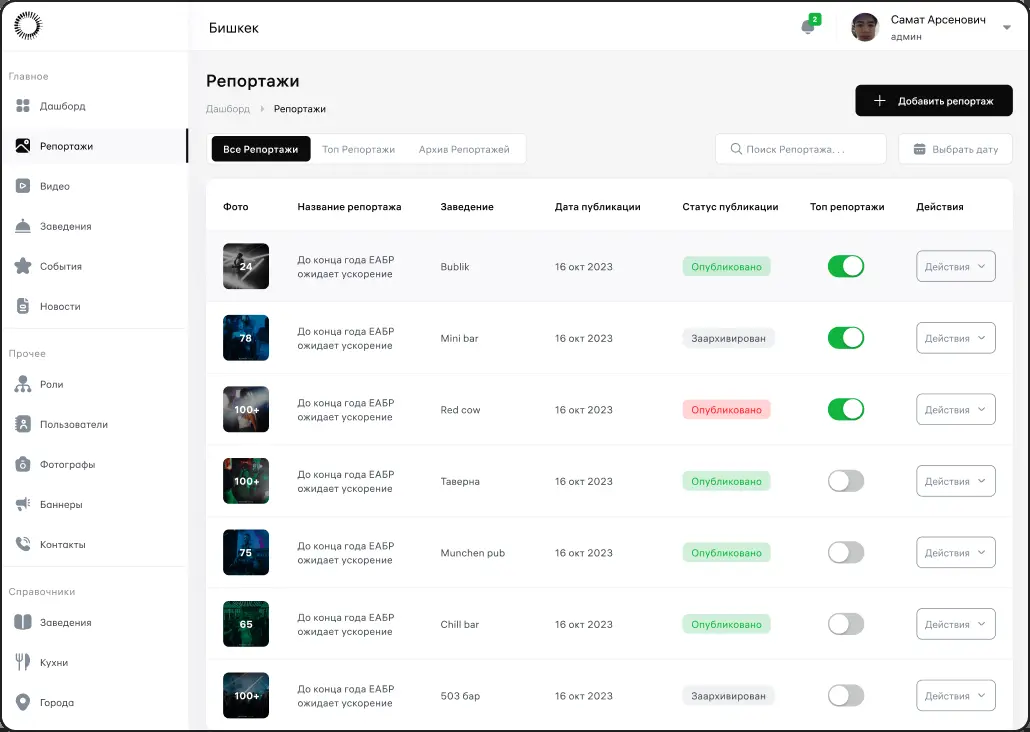 Бишкек
2
Самат Арсенович
админ
Главное
Дашборд
Репортажи
Видео
Заведения
События
Новости
Прочее
Роли
Пользователи
Фотографы
Баннеры
Контакты
Справочники
Заведения
Кухни
Города
Репортажи
Дашборд Репортажи
Добавить репортаж
Все Репортажи Топ Репортажи Архив Репортажей
Поиск Репортажа. . .
Выбрать дату
Фото Название репортажа Заведение Дата публикации Статус публикации Топ репортажи Действия
24 До конца года ЕАБР
ожидает ускорение
Bublik 16 окт 2023 Опубликовано Действия
78 До конца года ЕАБР
ожидает ускорение
Mini bar 16 окт 2023 Заархивирован Действия
100+ До конца года ЕАБР
ожидает ускорение
Red cow 16 окт 2023 Опубликовано Действия
100+ До конца года ЕАБР
ожидает ускорение
Таверна 16 окт 2023 Опубликовано Действия
75 До конца года ЕАБР
ожидает ускорение
Munchen pub 16 окт 2023 Опубликовано Действия
65 До конца года ЕАБР
ожидает ускорение
Chill bar 16 окт 2023 Опубликовано Действия
100+ До конца года ЕАБР
ожидает ускорение
503 бар 16 окт 2023 Заархивирован Действия